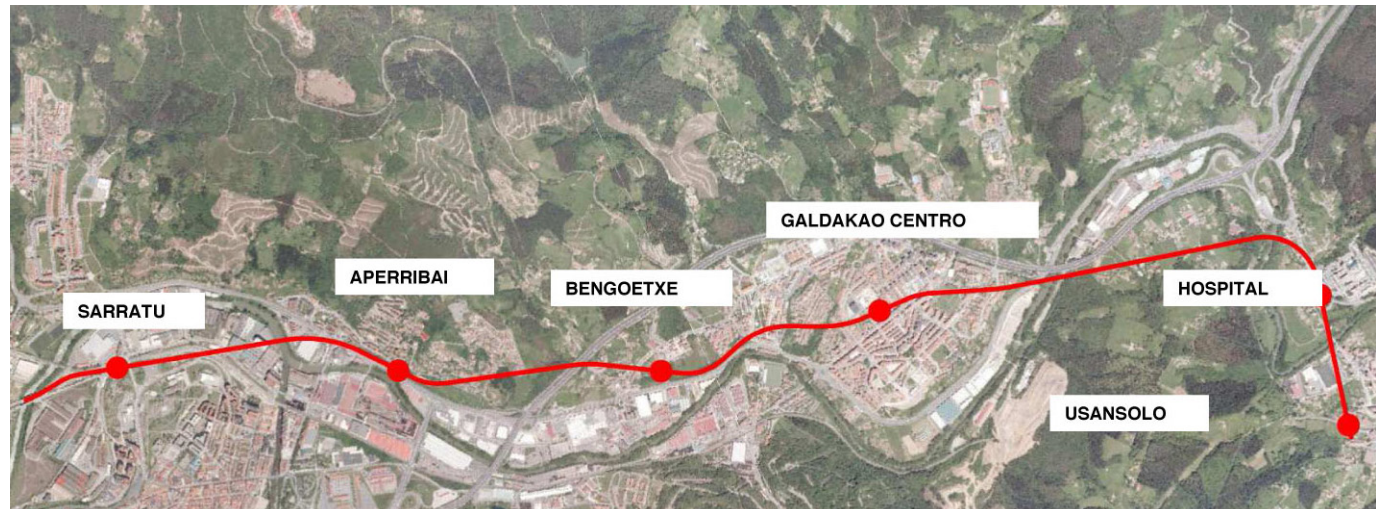 GALDAKAO CENTRO
APERRIBAI
BENGOETXE
HOSPITAL
SARRATU
USANSOLO